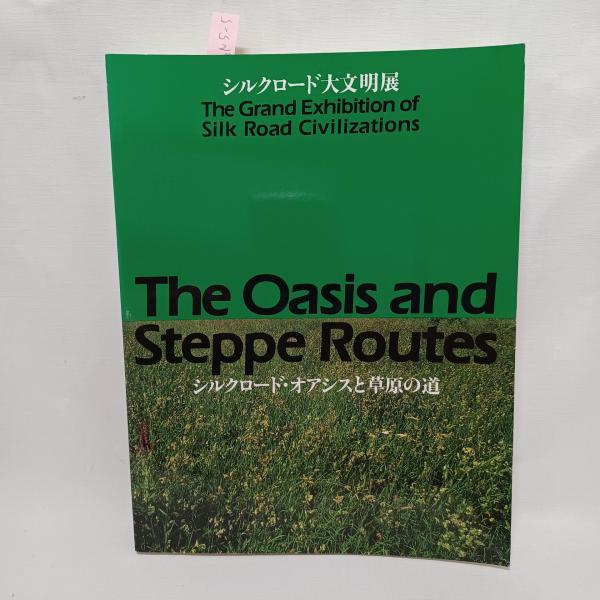 シルクロード大文明展
The Grand Exhibition of
Silk Road Civilizations
The Oasis and
Steppe Routes
シルクロード・オアシスと草原の道